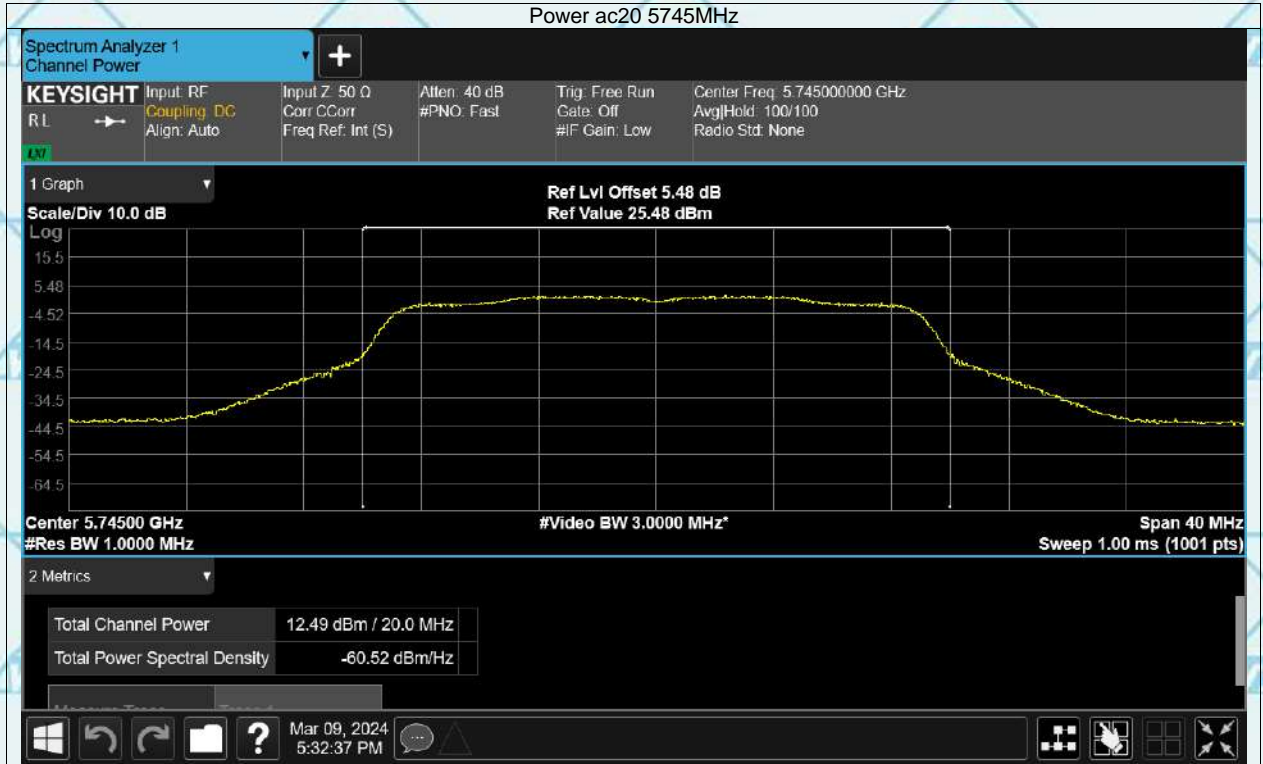 Power ac20 5745MHz
Spectrum Analyzer 1
Channel Power
+
KEYSIGHT
RL
LXI
Input: RF
Coupling: DC
Align: Auto
Input Z: 50 Ω
Corr CCorr
Freq Ref: Int (S)
Atten: 40 dB
#PNO: Fast
Trig: Free Run
Gate: Off
#IF Gain: Low
Center Freq: 5.745000000 GHz
Avg|Hold: 100/100
Radio Std: None
1 Graph
Scale/Div 10.0 dB
Ref Lvl Offset 5.48 dB
Ref Value 25.48 dBm
Log
15.5
5.48
-4.52
-14.5
-24.5
-34.5
-44.5
-54.5
-64.5
Center 5.74500 GHz
#Video BW 3.0000 MHz*
Span 40 MHz
#Res BW 1.0000 MHz
Sweep 1.00 ms (1001 pts)
2 Metrics
Total Channel Power 12.49 dBm / 20.0 MHz
Total Power Spectral Density -60.52 dBm/Hz
?
Mar 09, 2024
5:32:37 PM